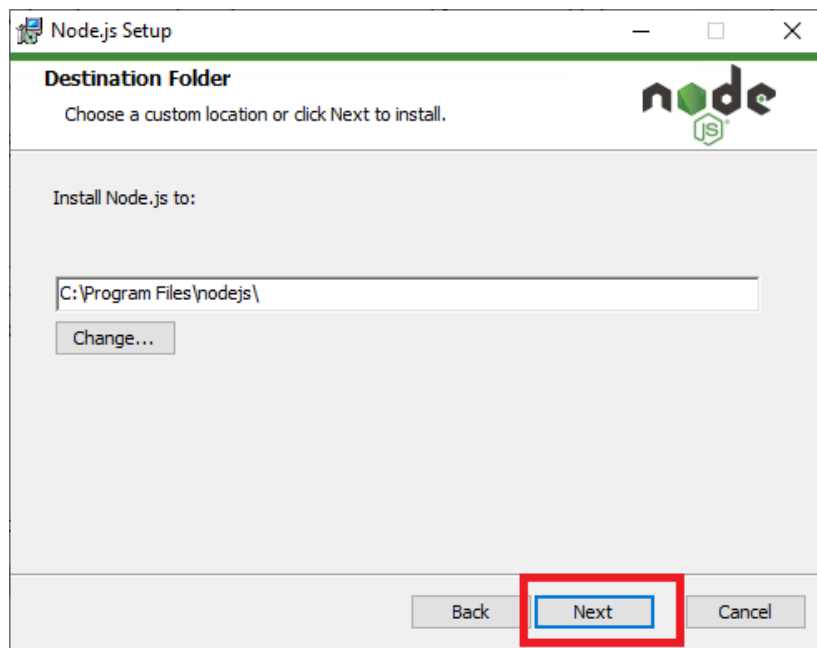 Node.js Setup
Destination Folder
Choose a custom location or click Next to install.
node
JS
Install Node.js to:
C:\Program Files\nodejs\
Change...
Back Next Cancel